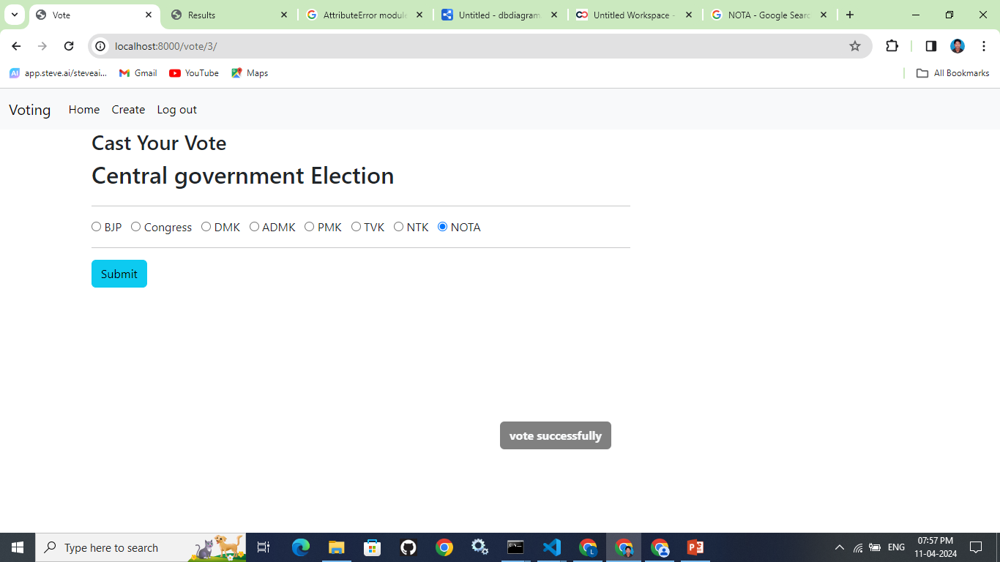 Vote
Results
AttributeError module
Untitled - dbdiagram
Untitled Workspace -
NOTA - Google Searc
localhost:8000/vote/3/
app.steve.ai/steveai...
Gmail
YouTube
Maps
All Bookmarks
Voting Home Create Log out
Cast Your Vote
Central government Election
BJP Congress DMK ADMK PMK TVK NTK NOTA
Submit
vote successfully
Type here to search
ENG
07:57 PM
11-04-2024